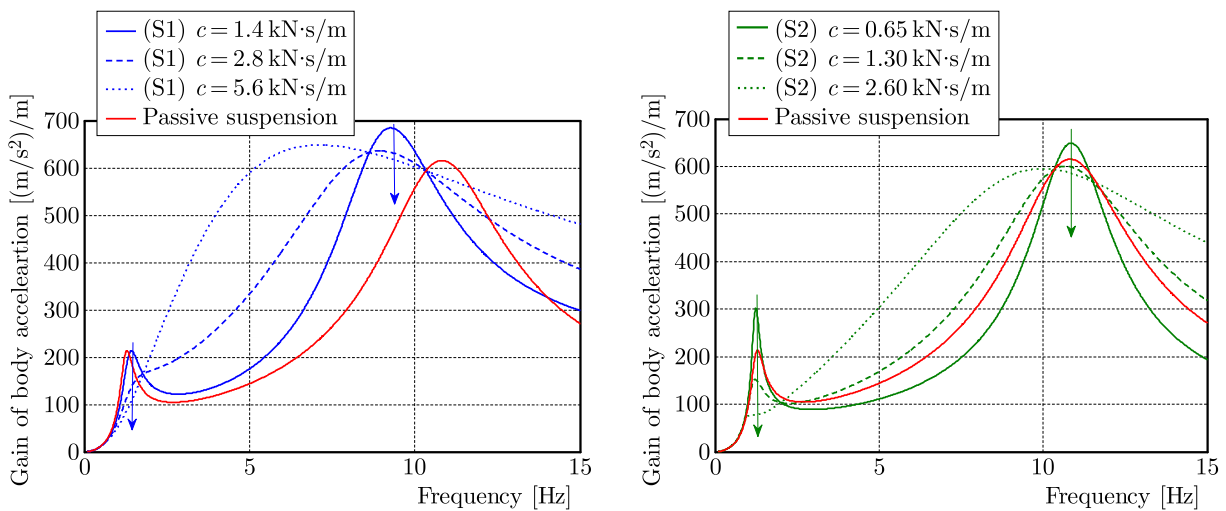 (S1) c = 1.4 kN·s/m
(S1) c = 2.8 kN·s/m
(S1) c = 5.6 kN·s/m
Passive suspension
Gain of body acceleartion [(m/s²)/m]
700
600
500
400
300
200
100
0
0 5 10 15
Frequency [Hz]
(S2) c = 0.65 kN·s/m
(S2) c = 1.30 kN·s/m
(S2) c = 2.60 kN·s/m
Passive suspension
Gain of body acceleartion [(m/s²)/m]
700
600
500
400
300
200
100
0
0 5 10 15
Frequency [Hz]